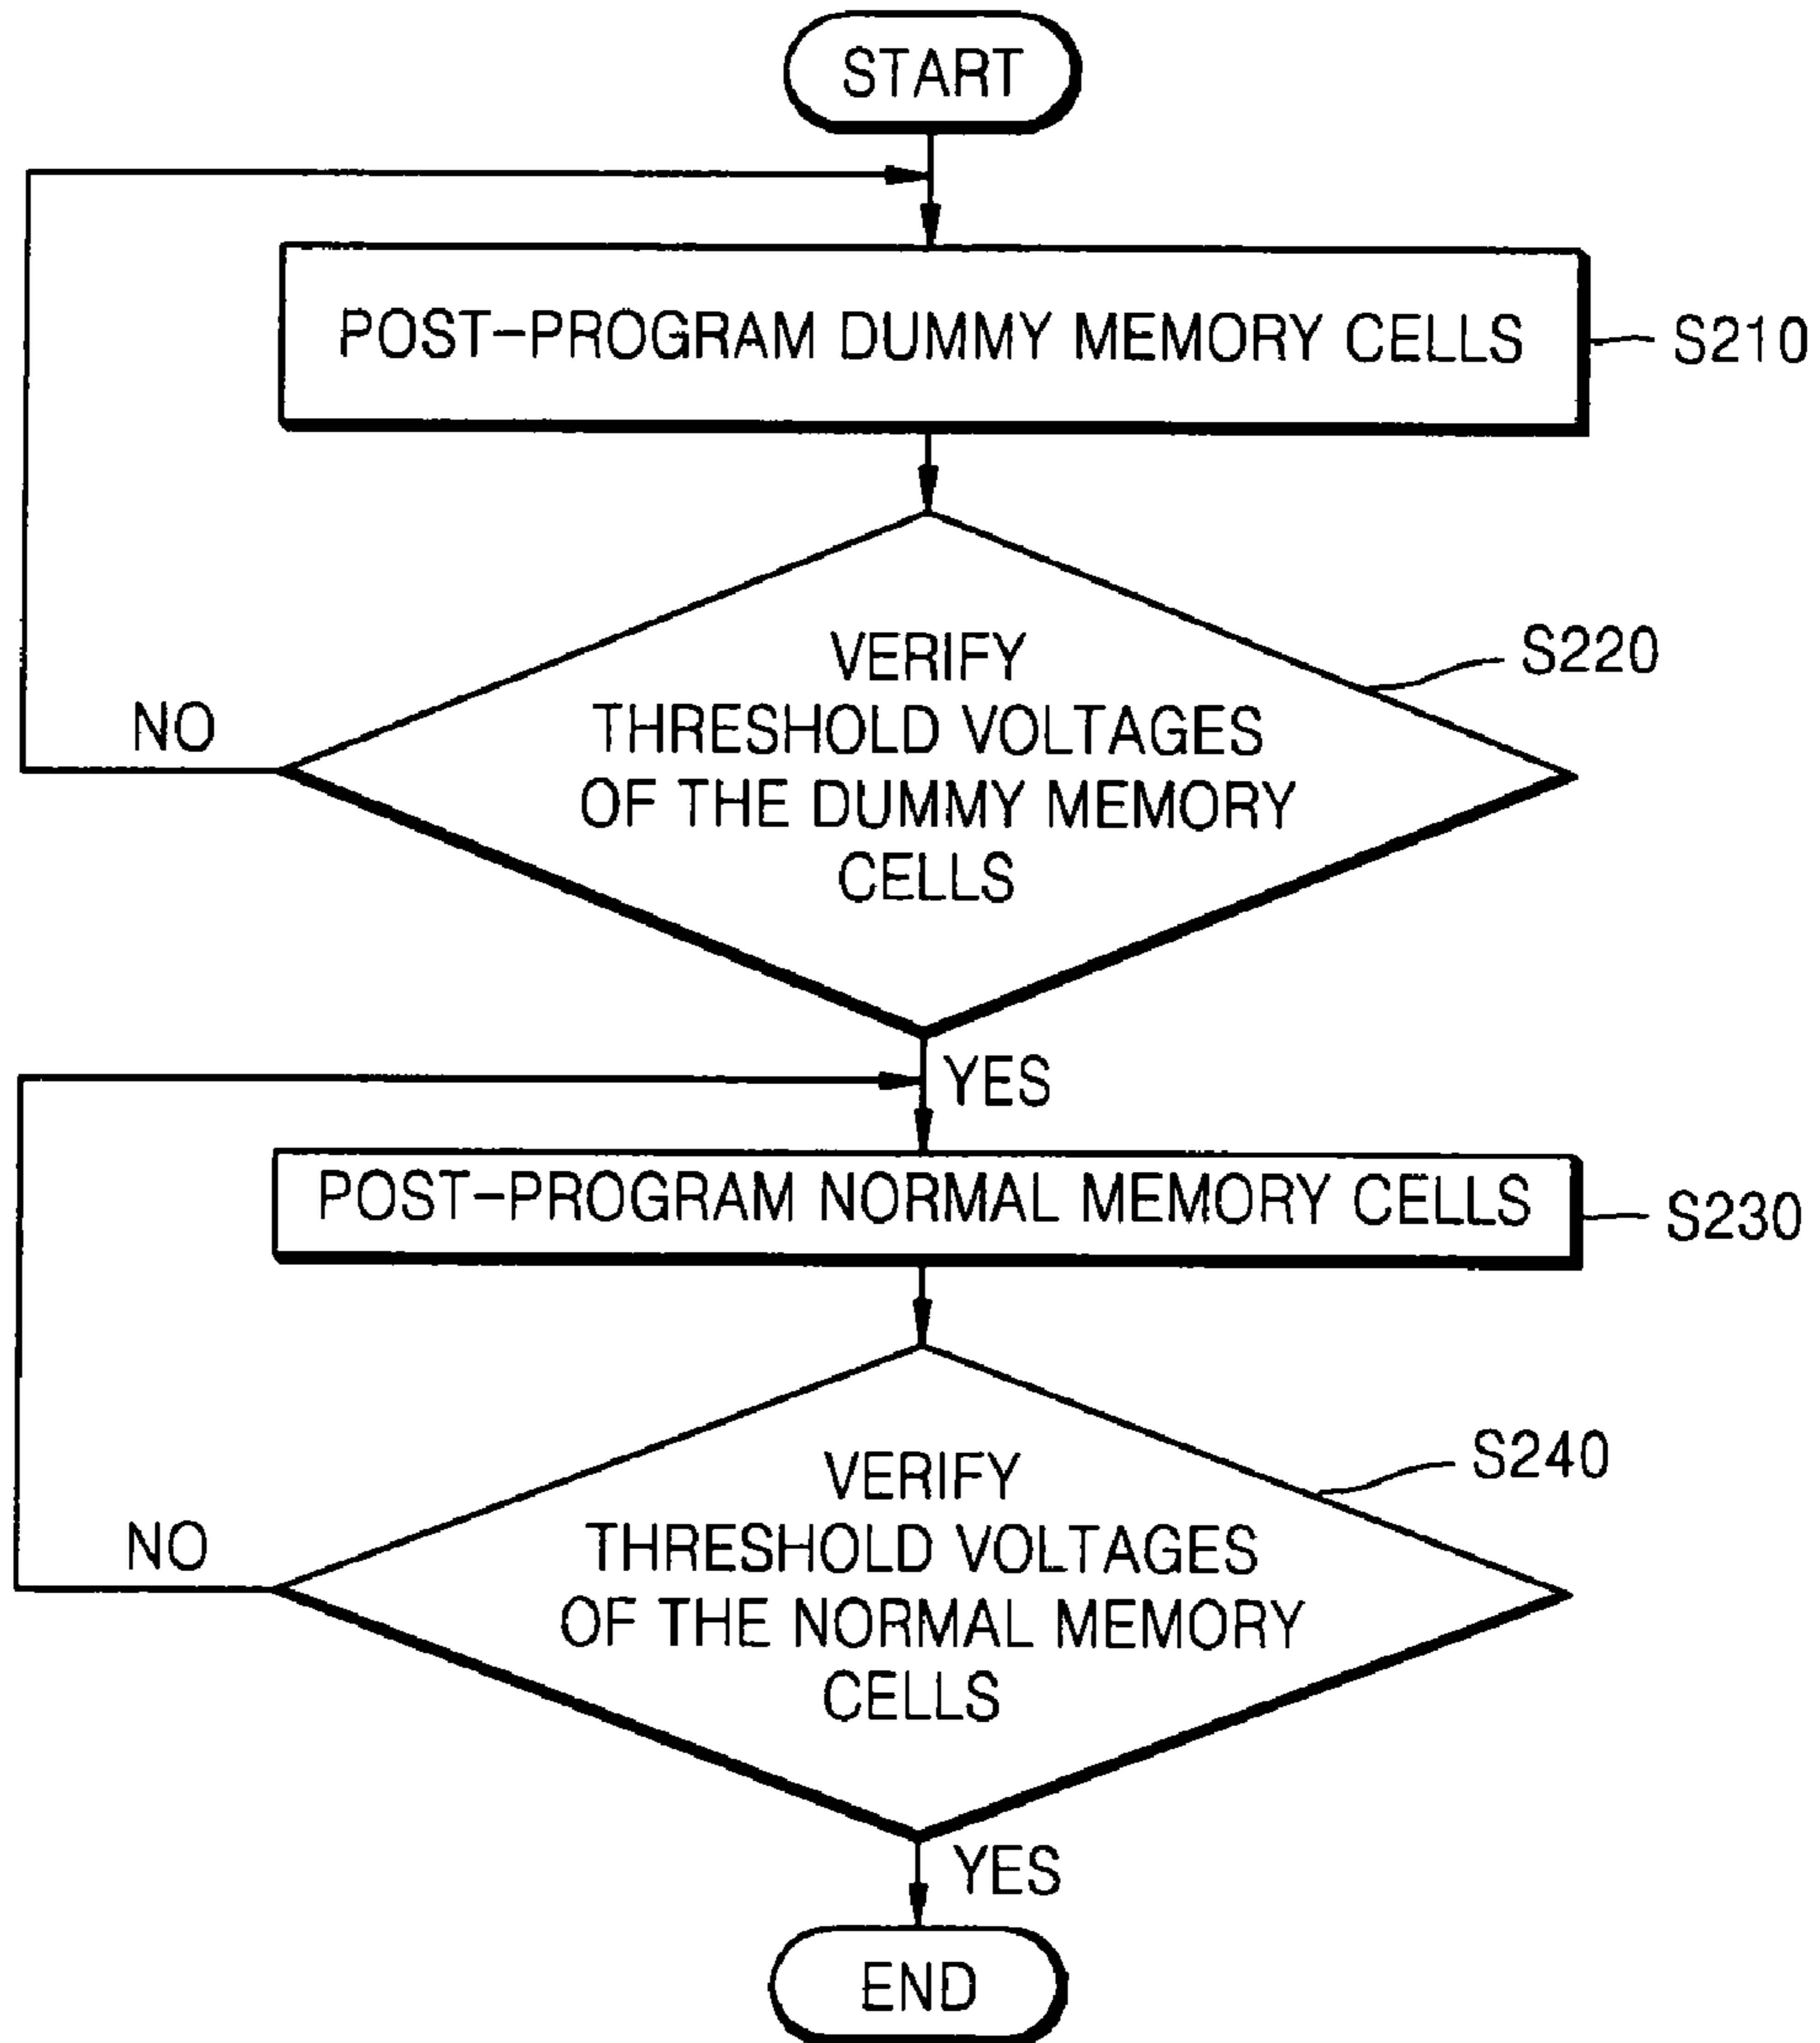 START
POST-PROGRAM DUMMY MEMORY CELLS
S210
VERIFY
THRESHOLD VOLTAGES
OF THE DUMMY MEMORY
CELLS
S220
NO
YES
POST-PROGRAM NORMAL MEMORY CELLS
S230
VERIFY
THRESHOLD VOLTAGES
OF THE NORMAL MEMORY
CELLS
S240
NO
YES
END